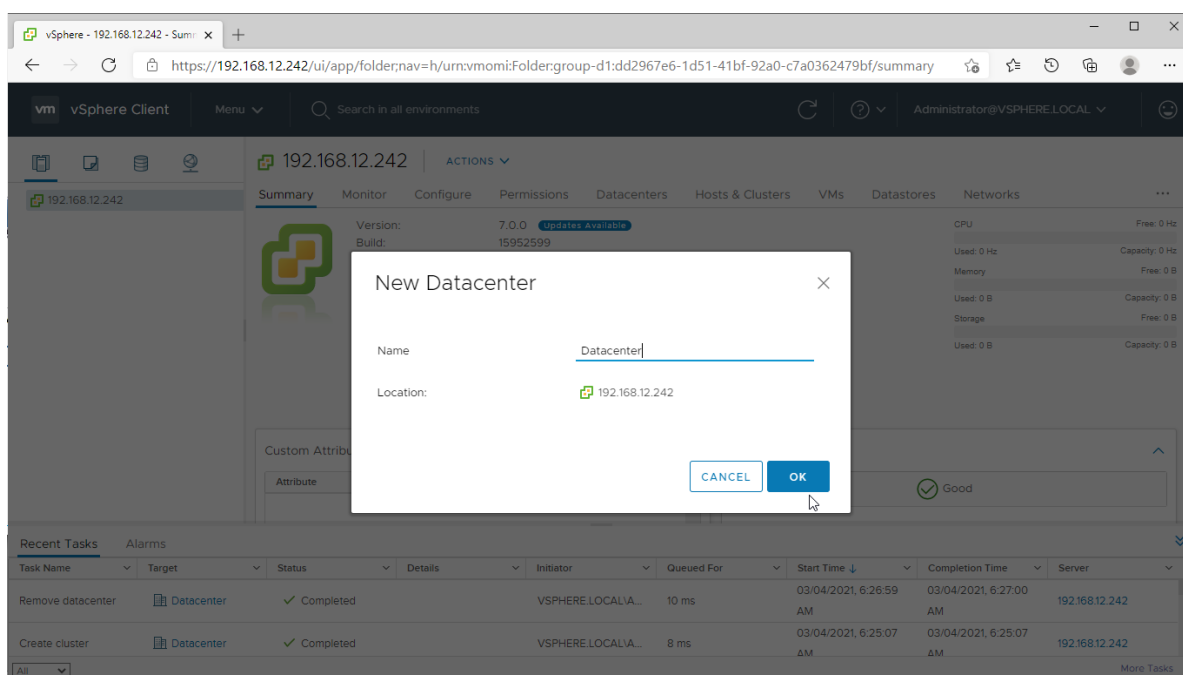 vSphere - 192.168.12.242 - Sum
https://192.168.12.242/ui/app/folder;nav=h/urn:vmomi:Folder:group-d1:dd2967e6-1d51-41bf-92a0-c7a0362479bf/summary
vm vSphere Client Menu Search in all environments Administrator@VSPHERE.LOCAL
192.168.12.242 ACTIONS
192.168.12.242
Summary Monitor Configure Permissions Datacenters Hosts & Clusters VMs Datastores Networks
Version: 7.0.0 Updates Available
Build: 15952599
CPU Free: 0 Hz
Used: 0 Hz Capacity: 0 Hz
Memory Free: 0 B
Used: 0 B Capacity: 0 B
Storage Free: 0 B
Used: 0 B Capacity: 0 B
New Datacenter
Name Datacenter
Location: 192.168.12.242
CANCEL OK
Custom Attribu
Attribute
Good
Recent Tasks Alarms
Task Name Target Status Details Initiator Queued For Start Time Completion Time Server
Remove datacenter Datacenter Completed VSPHERE.LOCAL\A... 10 ms 03/04/2021, 6:26:59 AM 03/04/2021, 6:27:00 AM 192.168.12.242
Create cluster Datacenter Completed VSPHERE.LOCAL\A... 8 ms 03/04/2021, 6:25:07 AM 03/04/2021, 6:25:07 AM 192.168.12.242
All More Tasks